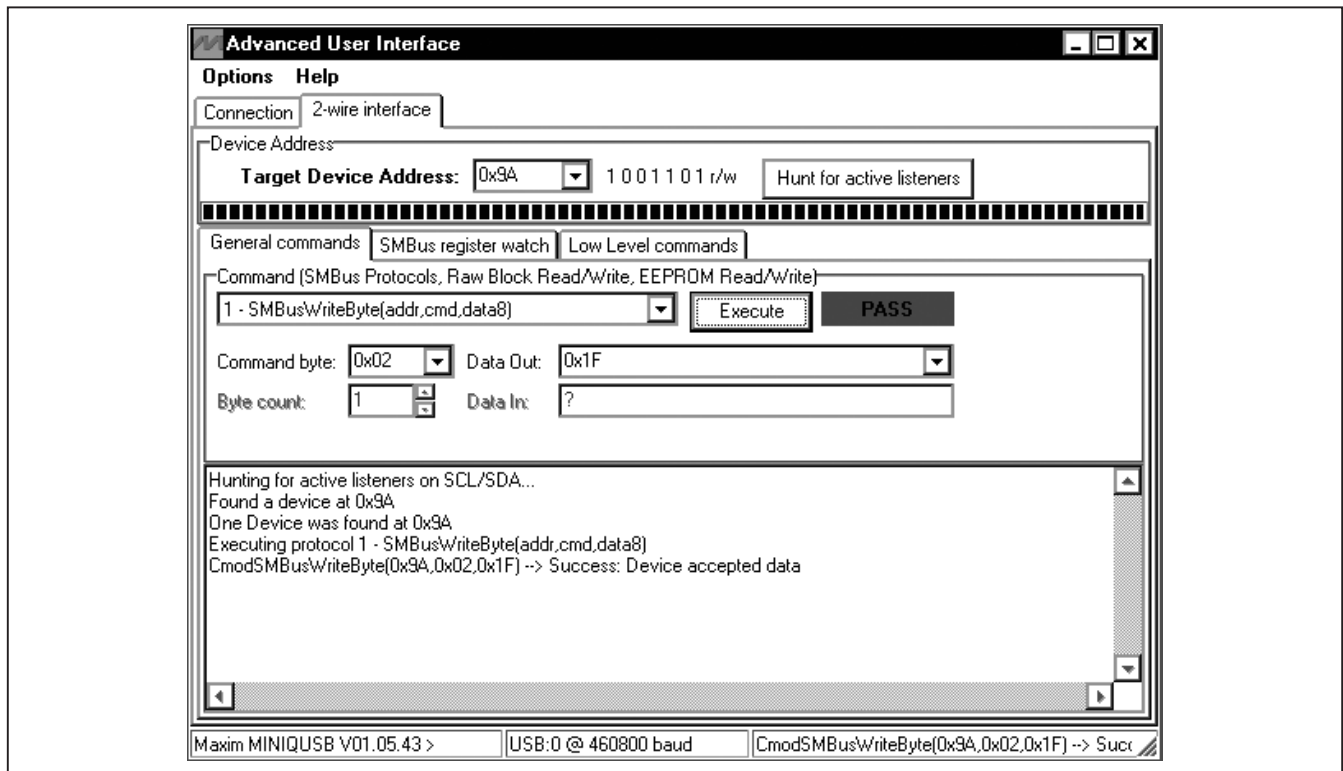 Advanced User Interface
Options Help
Connection 2-wire interface
Device Address
Target Device Address: 0x9A 1 0 0 1 1 0 1 r/w Hunt for active listeners
General commands SMBus register watch Low Level commands
Command (SMBus Protocols, Raw Block Read/Write, EEPROM Read/Write)
1 - SMBusWriteByte(addr,cmd,data8) Execute PASS
Command byte: 0x02 Data Out: 0x1F
Byte count: 1 Data In: ?
Hunting for active listeners on SCL/SDA...
Found a device at 0x9A
One Device was found at 0x9A
Executing protocol 1 - SMBusWriteByte(addr,cmd,data8)
CmodSMBusWriteByte(0x9A,0x02,0x1F) --> Success: Device accepted data
Maxim MINIQUSB V01.05.43 > USB:0 @ 460800 baud CmodSMBusWriteByte(0x9A,0x02,0x1F) --> Succ